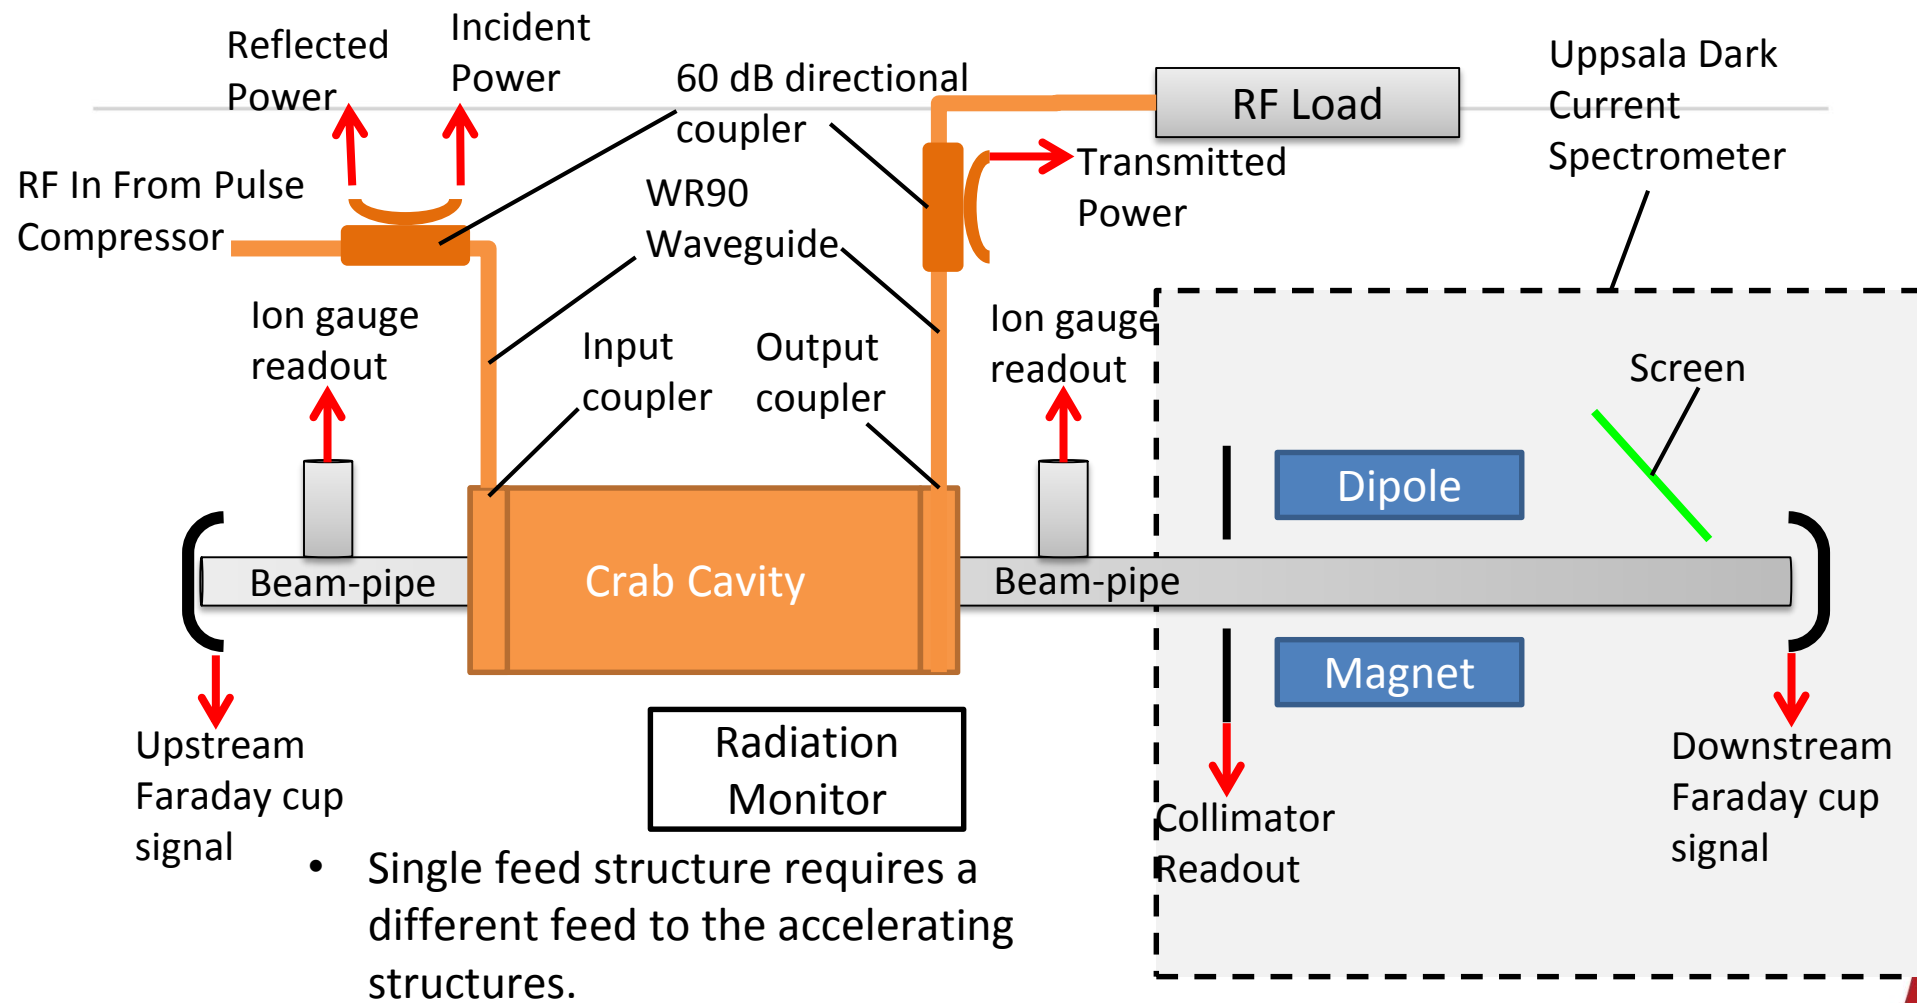 Reflected
Power
Incident
Power
60 dB directional
coupler
RF Load
Uppsala Dark
Current
Spectrometer
RF In From Pulse
Compressor
WR90
Waveguide
Transmitted
Power
Ion gauge
readout
Input
coupler
Output
coupler
Ion gauge
readout
Screen
Dipole
Beam-pipe
Crab Cavity
Beam-pipe
Magnet
Upstream
Faraday cup
signal
Radiation
Monitor
Collimator
Readout
Downstream
Faraday cup
signal
• Single feed structure requires a
different feed to the accelerating
structures.